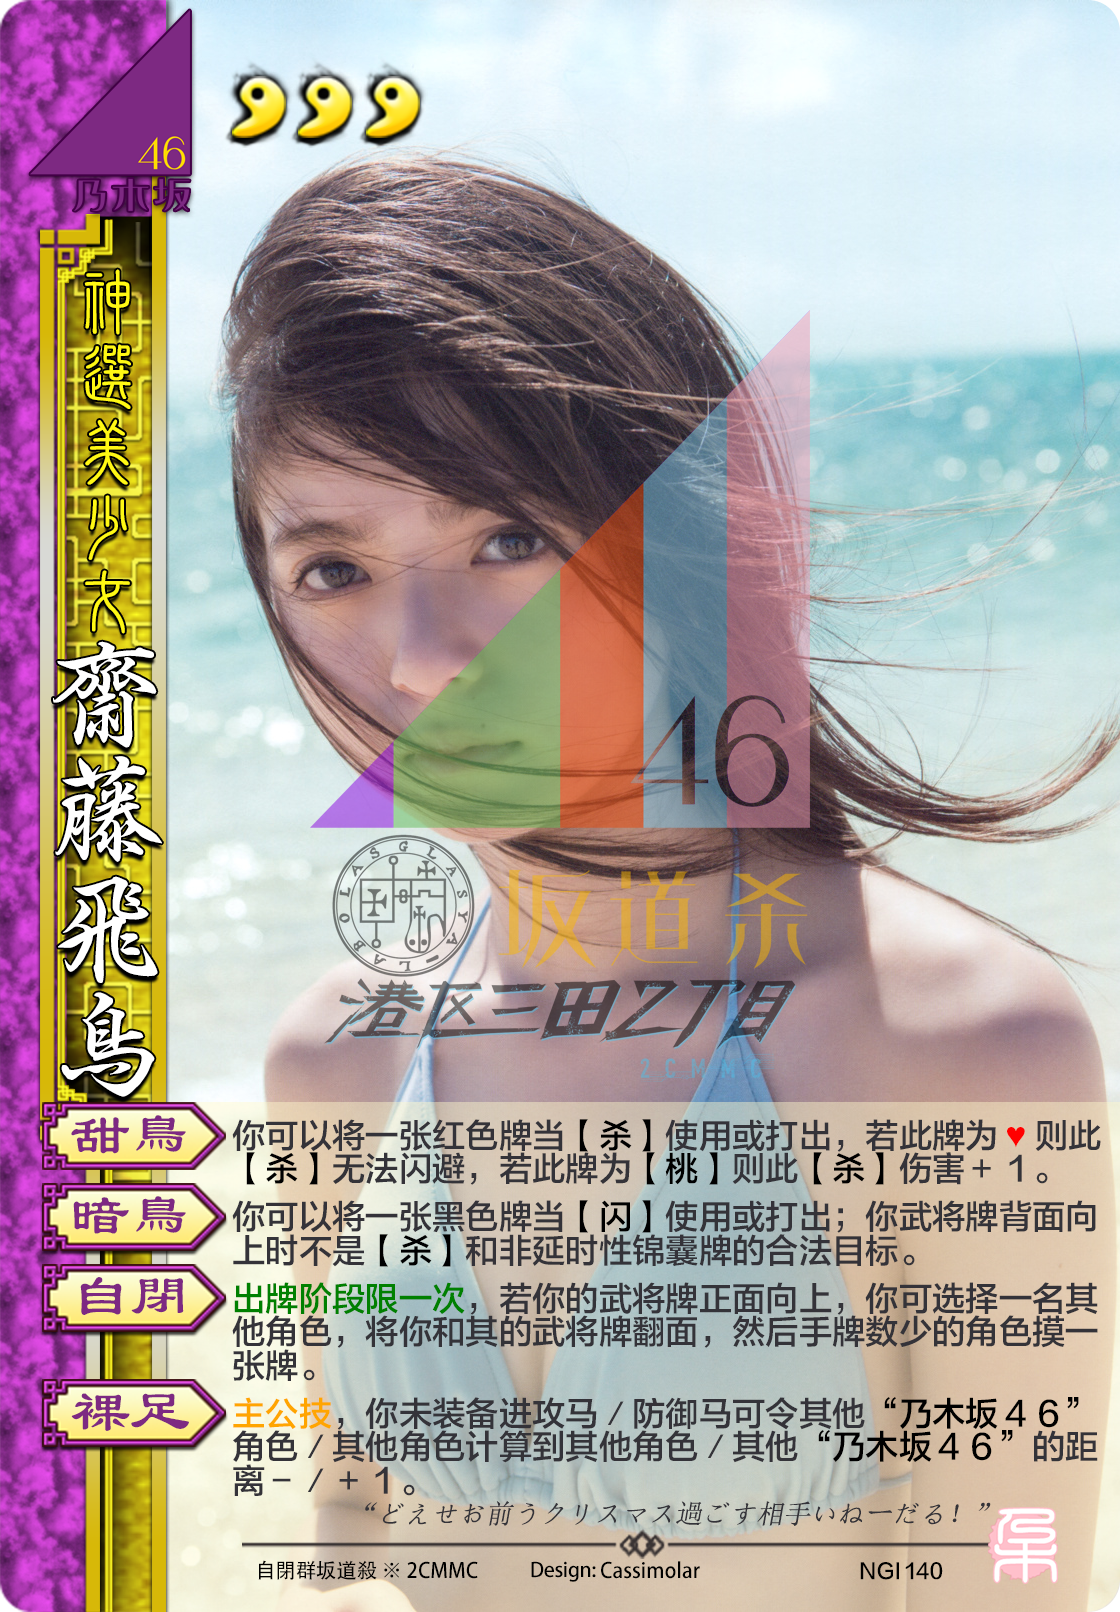 46
乃木坂
神選美少女
齋藤飛鳥
46
GLASYA-LABOLAS
坂道杀
港区三田2丁目
2CMMC
甜鳥
你可以将一张红色牌当【杀】使用或打出，若此牌为♥则此
【杀】无法闪避，若此牌为【桃】则此【杀】伤害＋１。
暗鳥
你可以将一张黑色牌当【闪】使用或打出；你武将牌背面向
上时不是【杀】和非延时性锦囊牌的合法目标。
自閉
出牌阶段限一次，若你的武将牌正面向上，你可选择一名其
他角色，将你和其的武将牌翻面，然后手牌数少的角色摸一
张牌。
裸足
主公技，你未装备进攻马／防御马可令其他“乃木坂４６”
角色／其他角色计算到其他角色／其他“乃木坂４６”的距
离－／＋１。
“どえせお前うクリスマス過ごす相手いねーだる！”
自閉群坂道殺 ※ 2CMMC
Design: Cassimolar
NGI 140